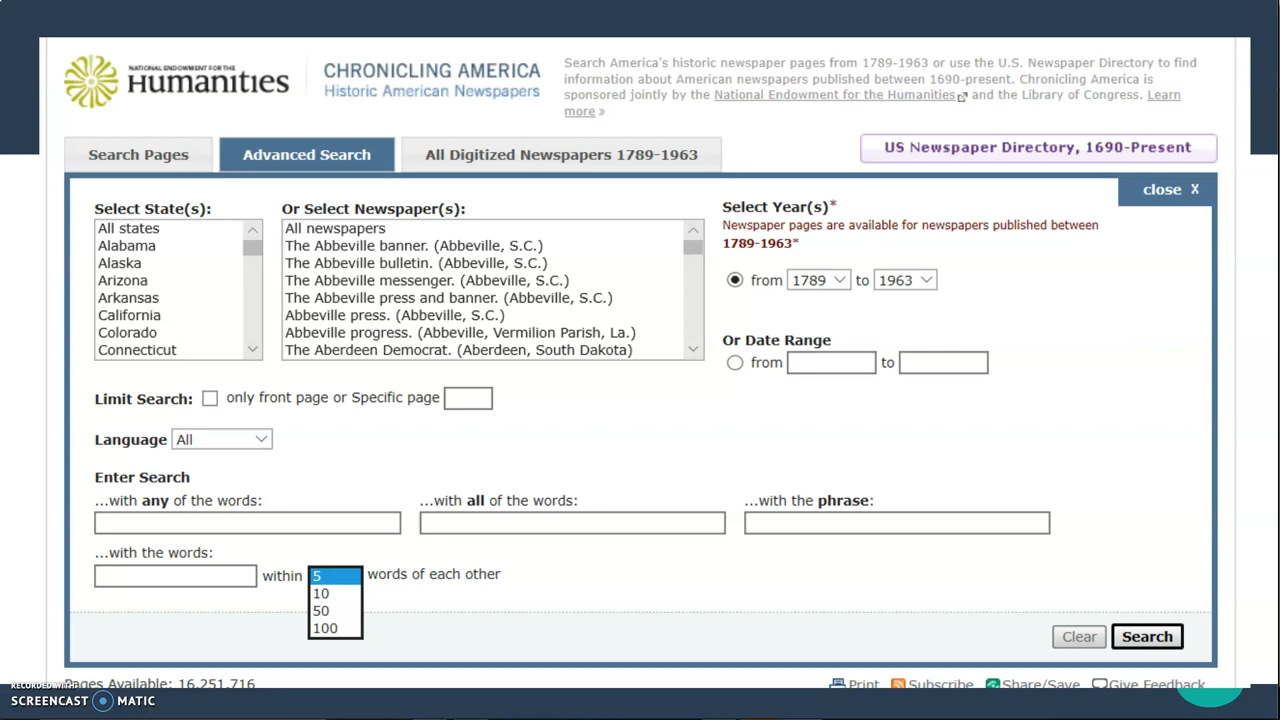 NATIONAL ENDOWMENT FOR THE
Humanities
CHRONICLING AMERICA
Historic American Newspapers
Search America's historic newspaper pages from 1789-1963 or use the U.S. Newspaper Directory to find
information about American newspapers published between 1690-present. Chronicling America is
sponsored jointly by the National Endowment for the Humanities and the Library of Congress. Learn
more »
Search Pages
Advanced Search
All Digitized Newspapers 1789-1963
US Newspaper Directory, 1690-Present
close X
Select State(s):
All states
Alabama
Alaska
Arizona
Arkansas
California
Colorado
Connecticut
Or Select Newspaper(s):
All newspapers
The Abbeville banner. (Abbeville, S.C.)
The Abbeville bulletin. (Abbeville, S.C.)
The Abbeville messenger. (Abbeville, S.C.)
The Abbeville press and banner. (Abbeville, S.C.)
Abbeville press. (Abbeville, S.C.)
Abbeville progress. (Abbeville, Vermilion Parish, La.)
The Aberdeen Democrat. (Aberdeen, South Dakota)
Select Year(s)*
Newspaper pages are available for newspapers published between
1789-1963*
from 1789 to 1963
Or Date Range
from to
Limit Search: only front page or Specific page
Language All
Enter Search
...with any of the words:
...with all of the words:
...with the phrase:
...with the words:
within 5 words of each other
10
50
100
Clear
Search
Pages Available: 16,251,716
Print
Subscribe
Share/Save
Give Feedback
RECORDED WITH
SCREENCAST MATIC